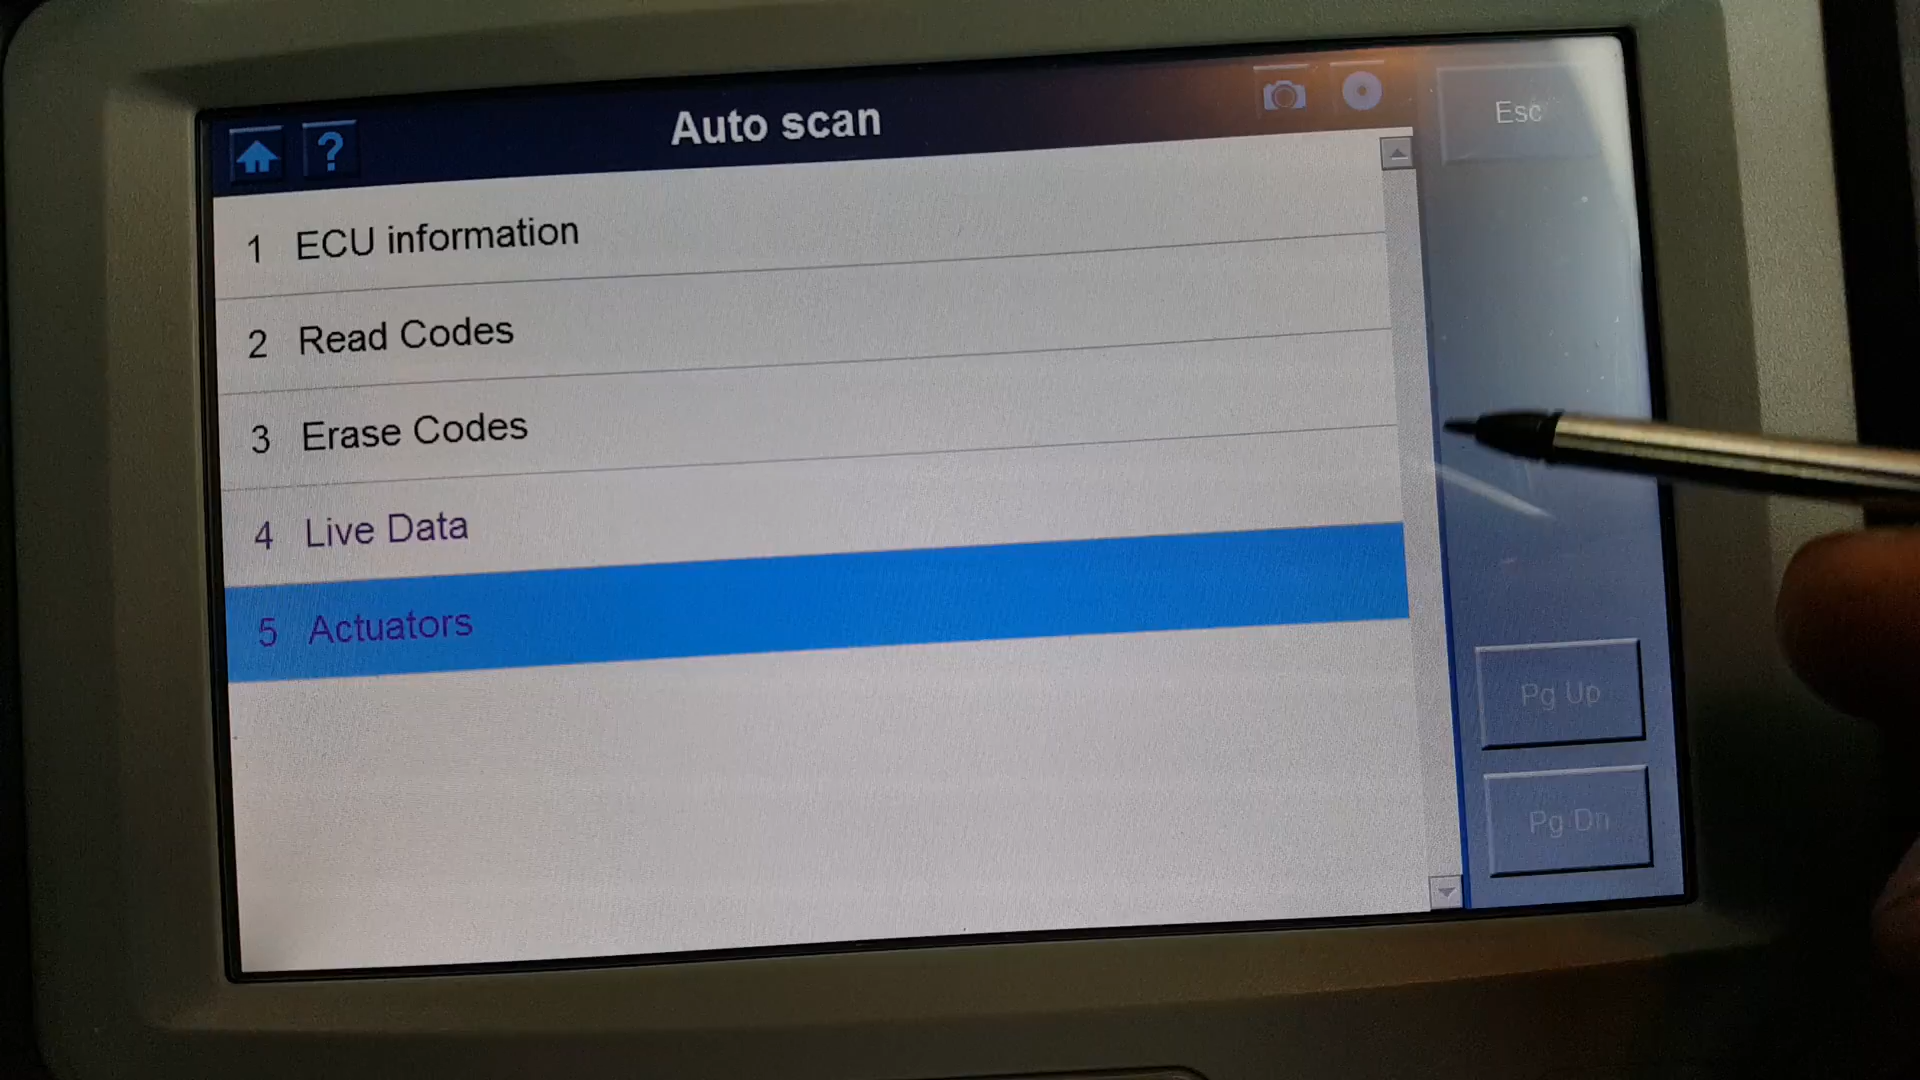 ?
Auto scan
Esc
1 ECU information
2 Read Codes
3 Erase Codes
4 Live Data
5 Actuators
Pg Up
Pg Dn